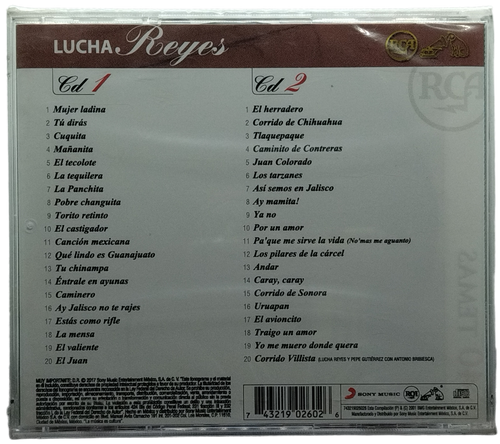 LUCHA Reyes
RCA
Cd 1
1 Mujer ladina
2 Tú dirás
3 Cuquita
4 Mañanita
5 El tecolote
6 La tequilera
7 La Panchita
8 Pobre changuita
9 Torito retinto
10 El castigador
11 Canción mexicana
12 Qué lindo es Guanajuato
13 Tu chinampa
14 Éntrale en ayunas
15 Caminero
16 Ay Jalisco no te rajes
17 Estás como rifle
18 La mensa
19 El valiente
20 El Juan
Cd 2
1 El herradero
2 Corrido de Chihuahua
3 Tlaquepaque
4 Caminito de Contreras
5 Juan Colorado
6 Los tarzanes
7 Así semos en Jalisco
8 Ay mamita!
9 Ya no
10 Por un amor
11 Pa'que me sirve la vida (No'mas me aguanto)
12 Los pilares de la cárcel
13 Andar
14 Caray, caray
15 Corrido de Sonora
16 Uruapan
17 El avioncito
18 Traigo un amor
19 Yo me muero donde quera
20 Corrido Villista (LUCHA REYES Y PEPE GUTIÉRREZ CON ANTONIO BRIBIESCA)
RCA
SONY MUSIC
7 43219 02602 6